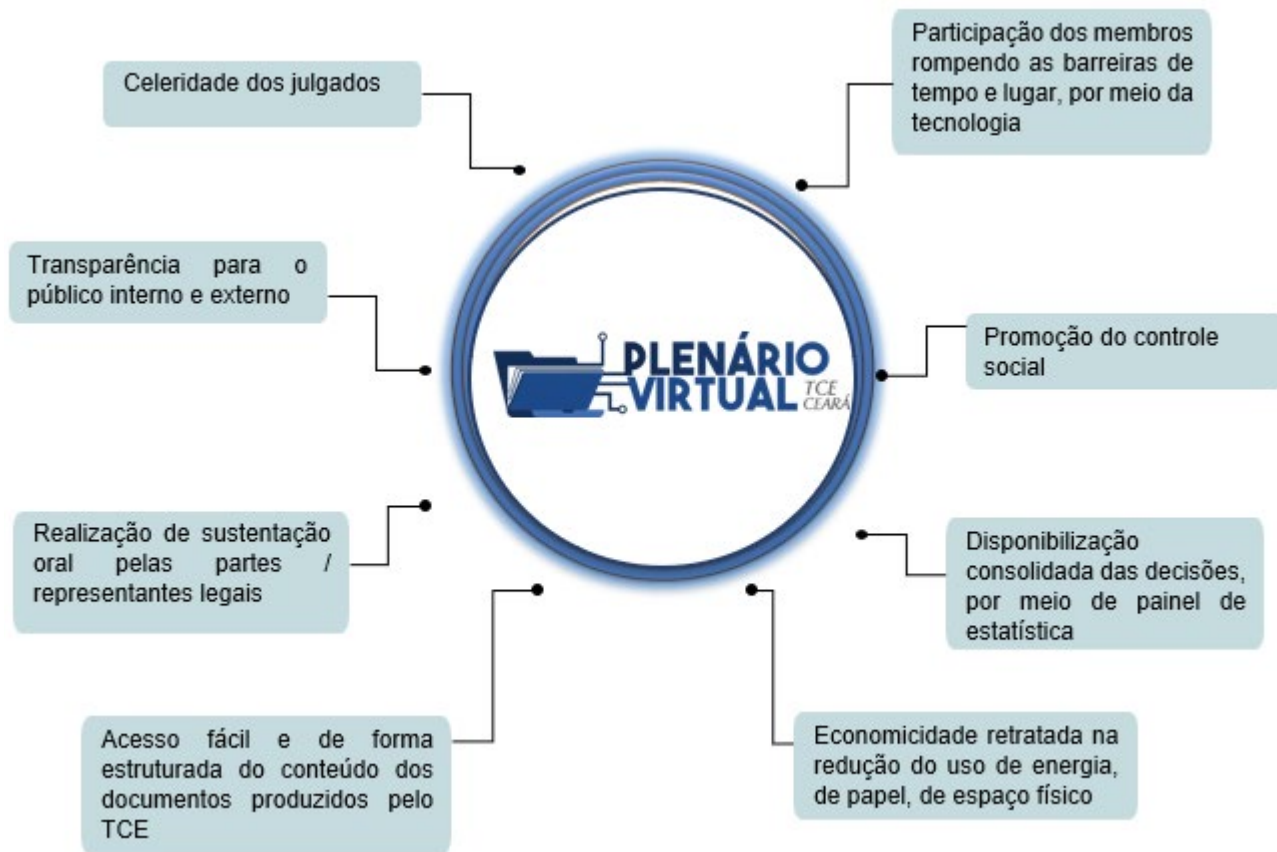 Celeridade dos julgados
Participação dos membros
rompendo as barreiras de
tempo e lugar, por meio da
tecnologia
Transparência para o
público interno e externo
PLENÁRIO
VIRTUAL TCE
CEARÁ
Promoção do controle
social
Realização de sustentação
oral pelas partes /
representantes legais
Disponibilização
consolidada das decisões,
por meio de painel de
estatística
Acesso fácil e de forma
estruturada do conteúdo dos
documentos produzidos pelo
TCE
Economicidade retratada na
redução do uso de energia,
de papel, de espaço físico